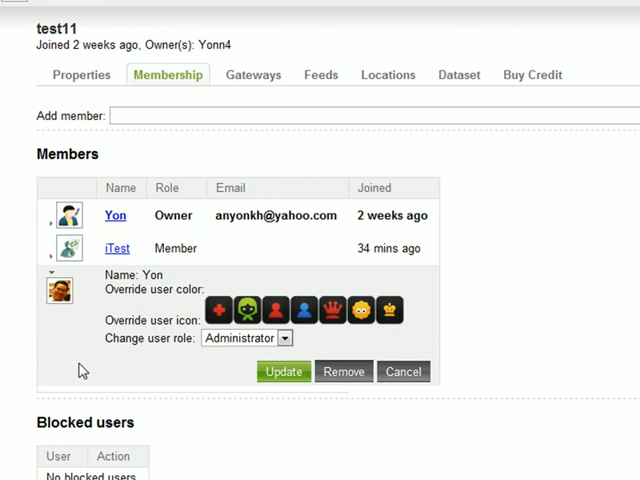 test11
Joined 2 weeks ago, Owner(s): Yonn4
Properties Membership Gateways Feeds Locations Dataset Buy Credit
Add member:
Members
Name Role Email Joined
Yon Owner anyonkh@yahoo.com 2 weeks ago
iTest Member 34 mins ago
Name: Yon
Override user color:
Override user icon:
Change user role: Administrator
Update Remove Cancel
Blocked users
User Action
No blocked users